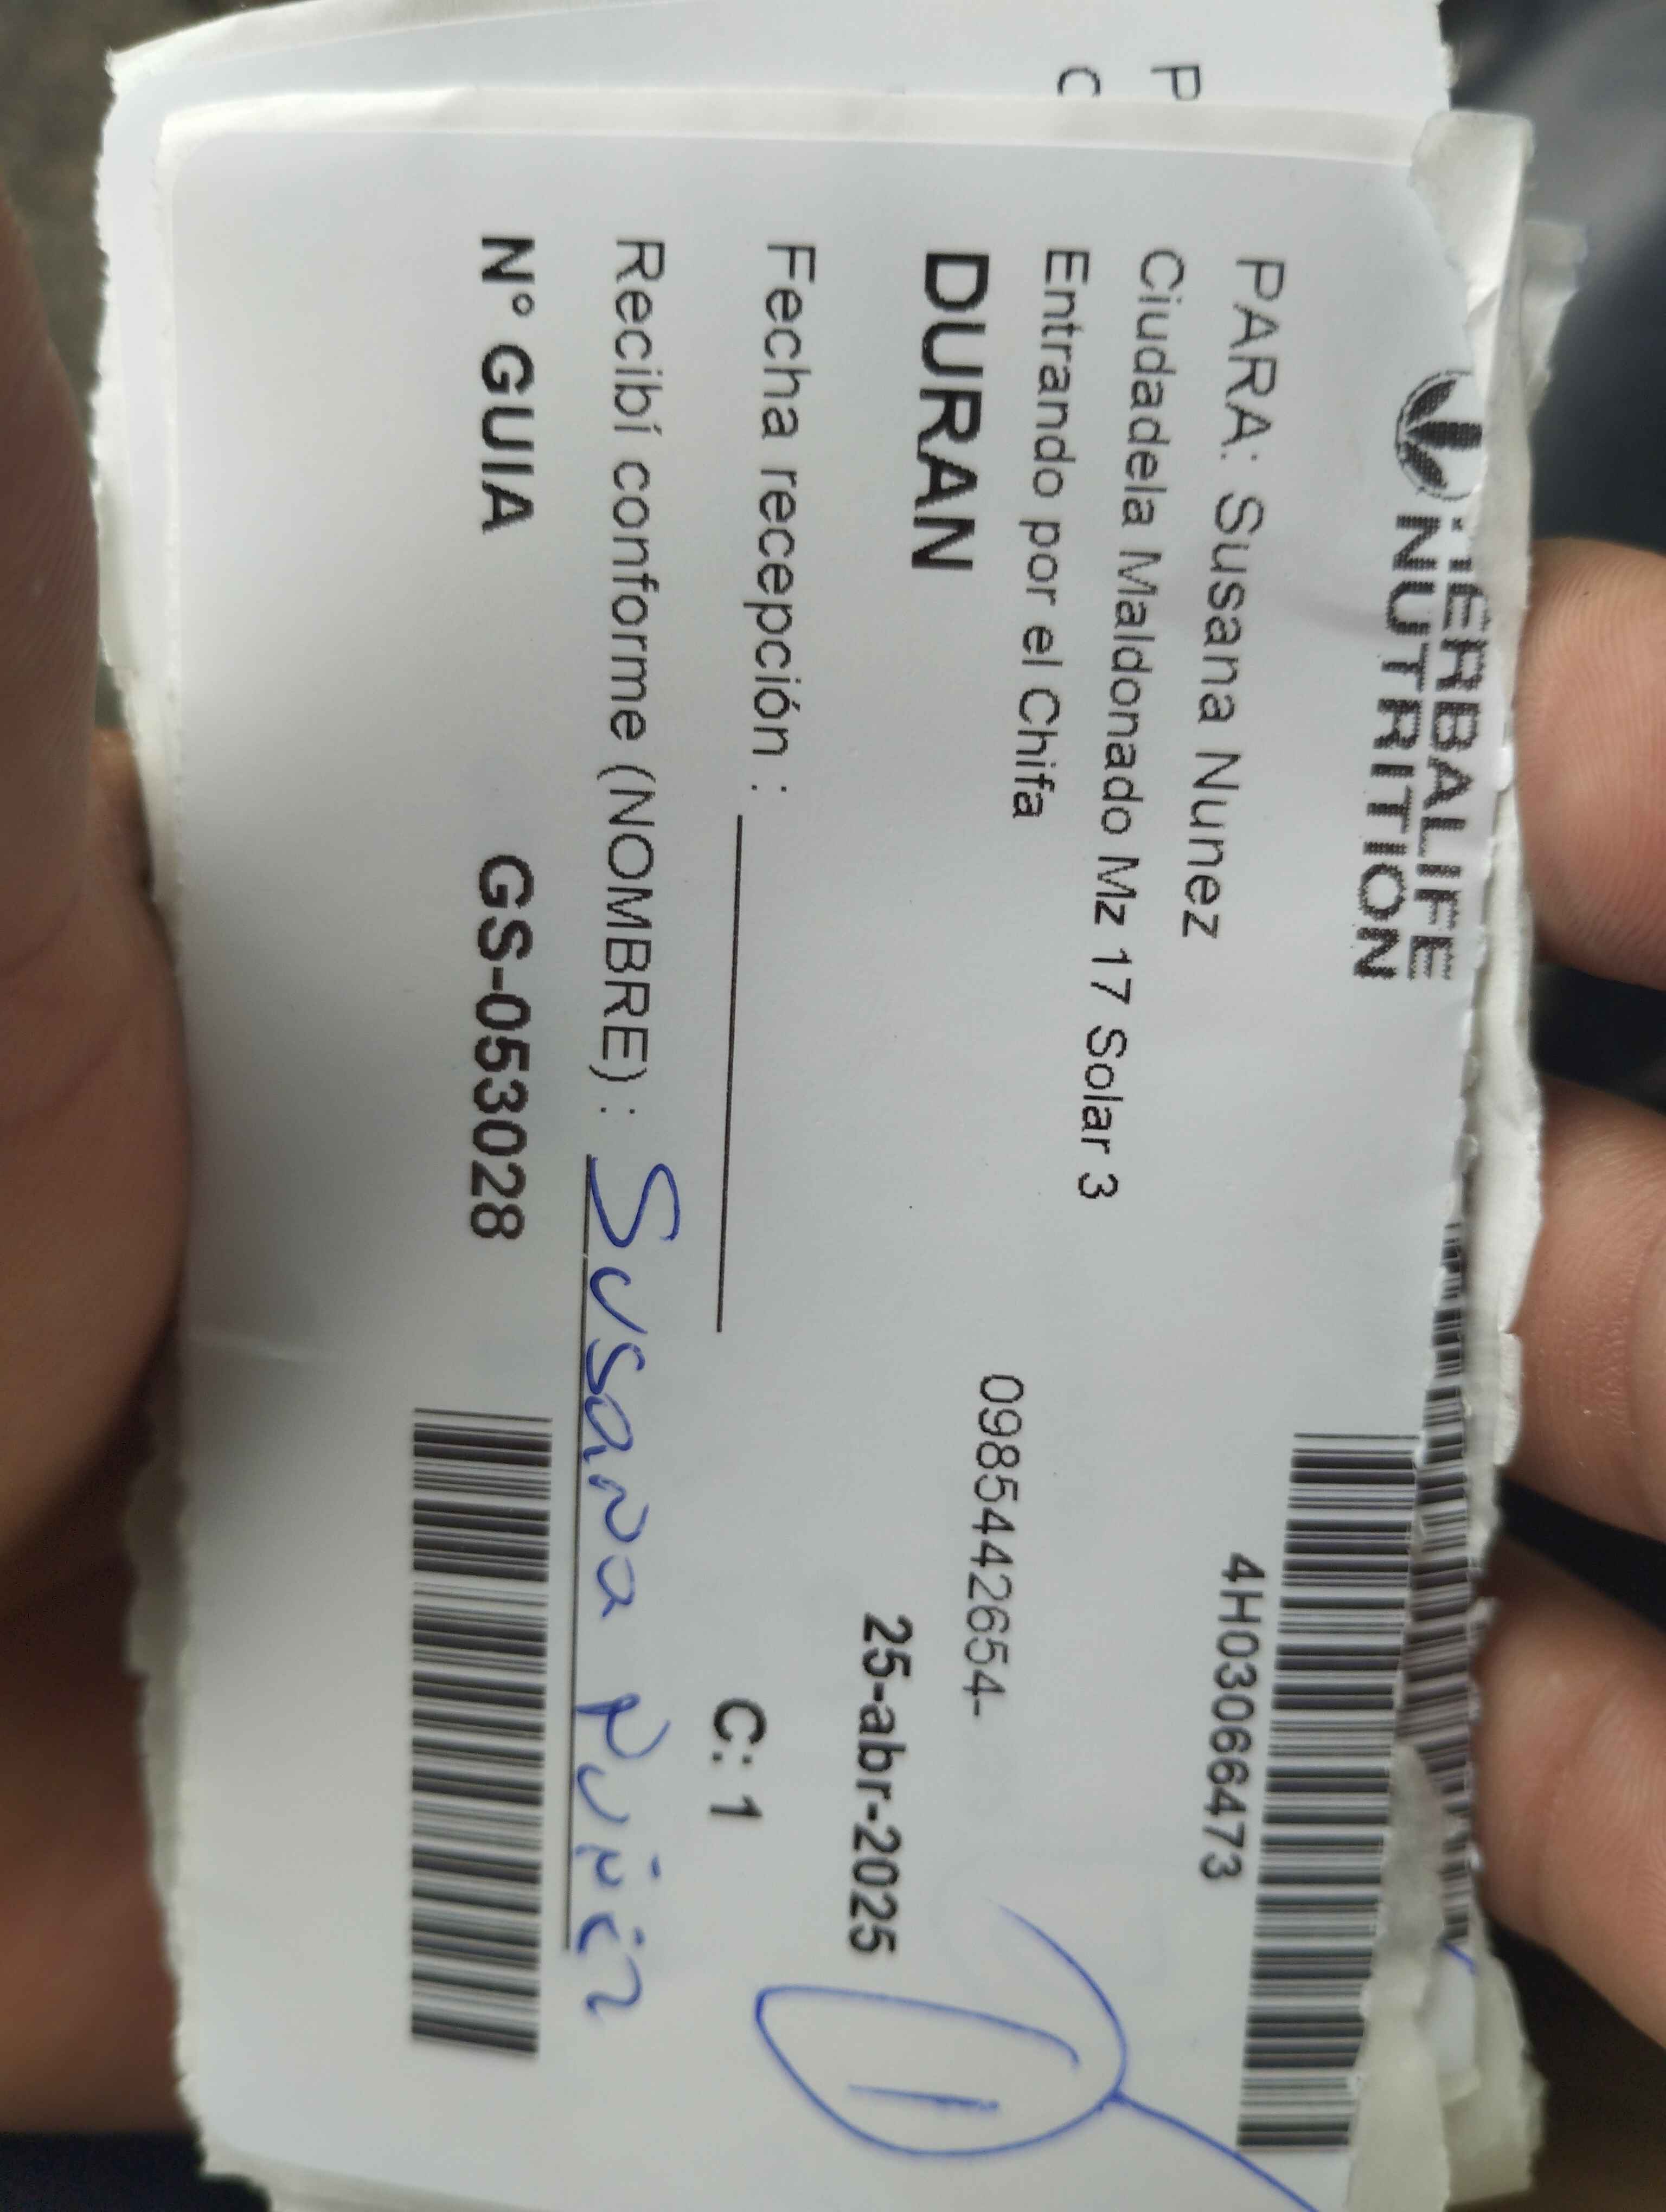 HERBALIFE
NUTRITION
4H03066473
PARA: Susana Nunez
Ciudadela Maldonado Mz 17 Solar 3
Entrando por el Chifa
0985442654-
DURAN
25-abr-2025
Fecha recepción :
C: 1
Recibí conforme (NOMBRE) : Susana
N° GUIA GS-053028
P
C